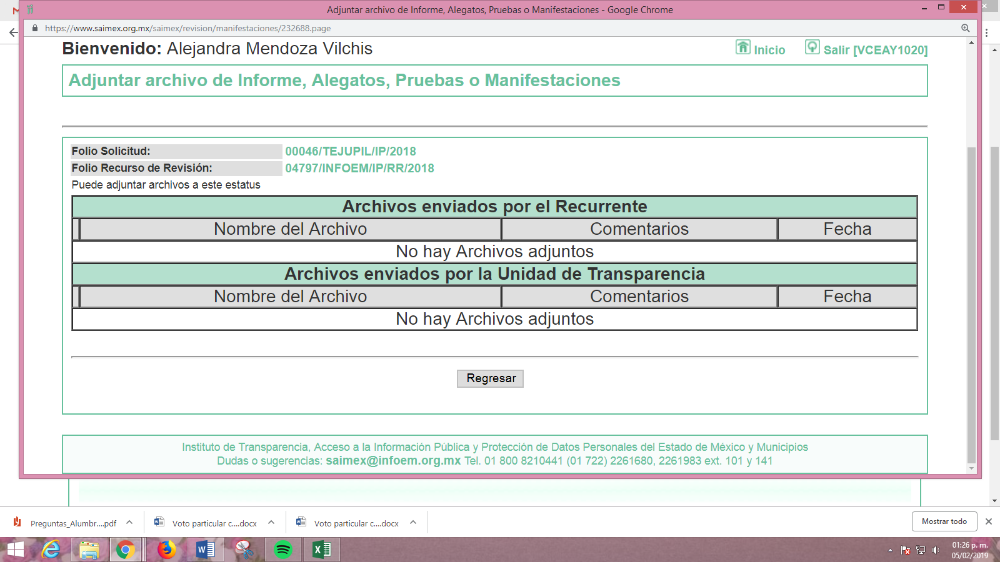 Adjuntar archivo de Informe, Alegatos, Pruebas o Manifestaciones - Google Chrome
https://www.saimex.org.mx/saimex/revision/manifestaciones/232688.page
Bienvenido: Alejandra Mendoza Vilchis
Inicio
Salir [VCEAY1020]
Adjuntar archivo de Informe, Alegatos, Pruebas o Manifestaciones
Folio Solicitud: 00046/TEJUPIL/IP/2018
Folio Recurso de Revisión: 04797/INFOEM/IP/RR/2018
Puede adjuntar archivos a este estatus
Archivos enviados por el Recurrente
Nombre del Archivo Comentarios Fecha
No hay Archivos adjuntos
Archivos enviados por la Unidad de Transparencia
Nombre del Archivo Comentarios Fecha
No hay Archivos adjuntos
Regresar
Instituto de Transparencia, Acceso a la Información Pública y Protección de Datos Personales del Estado de México y Municipios
Dudas o sugerencias: saimex@infoem.org.mx Tel. 01 800 8210441 (01 722) 2261680, 2261983 ext. 101 y 141
Preguntas_Alumbr....pdf
Voto particular c....docx
Voto particular c....docx
Mostrar todo
01:26 p. m.
05/02/2019